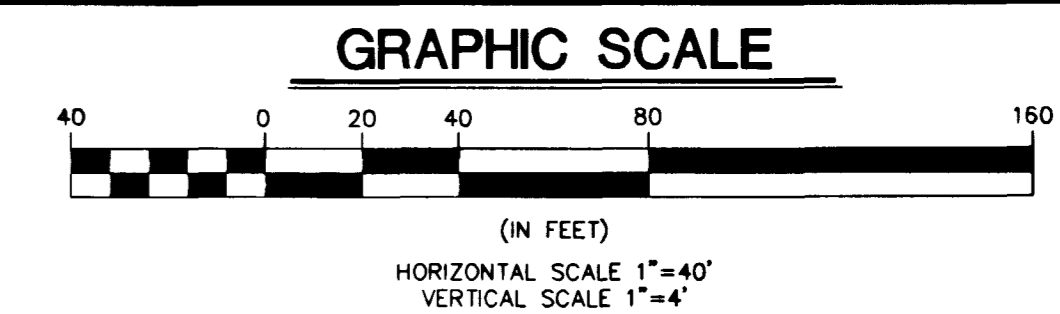 GRAPHIC SCALE
40 0 20 40 80 160
(IN FEET)
HORIZONTAL SCALE 1"=40'
VERTICAL SCALE 1"=4'